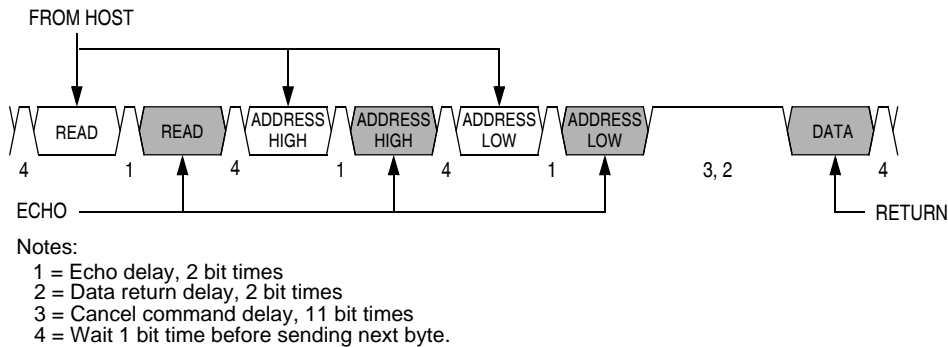 FROM HOST
READ READ ADDRESS HIGH ADDRESS HIGH ADDRESS LOW ADDRESS LOW DATA
4 1 4 1 4 1 3, 2 4
ECHO RETURN
Notes:
1 = Echo delay, 2 bit times
2 = Data return delay, 2 bit times
3 = Cancel command delay, 11 bit times
4 = Wait 1 bit time before sending next byte.